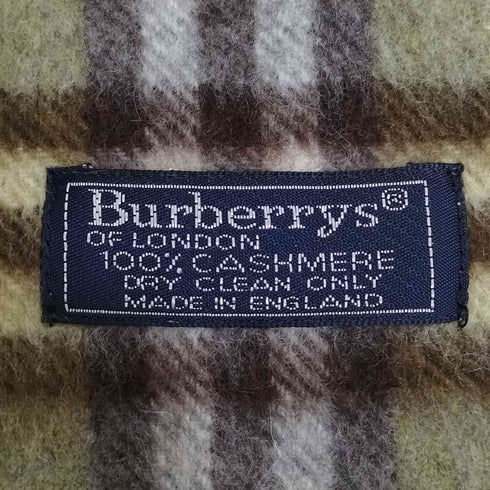 Burberrys®
OF LONDON
100% CASHMERE
DRY CLEAN ONLY
MADE IN ENGLAND